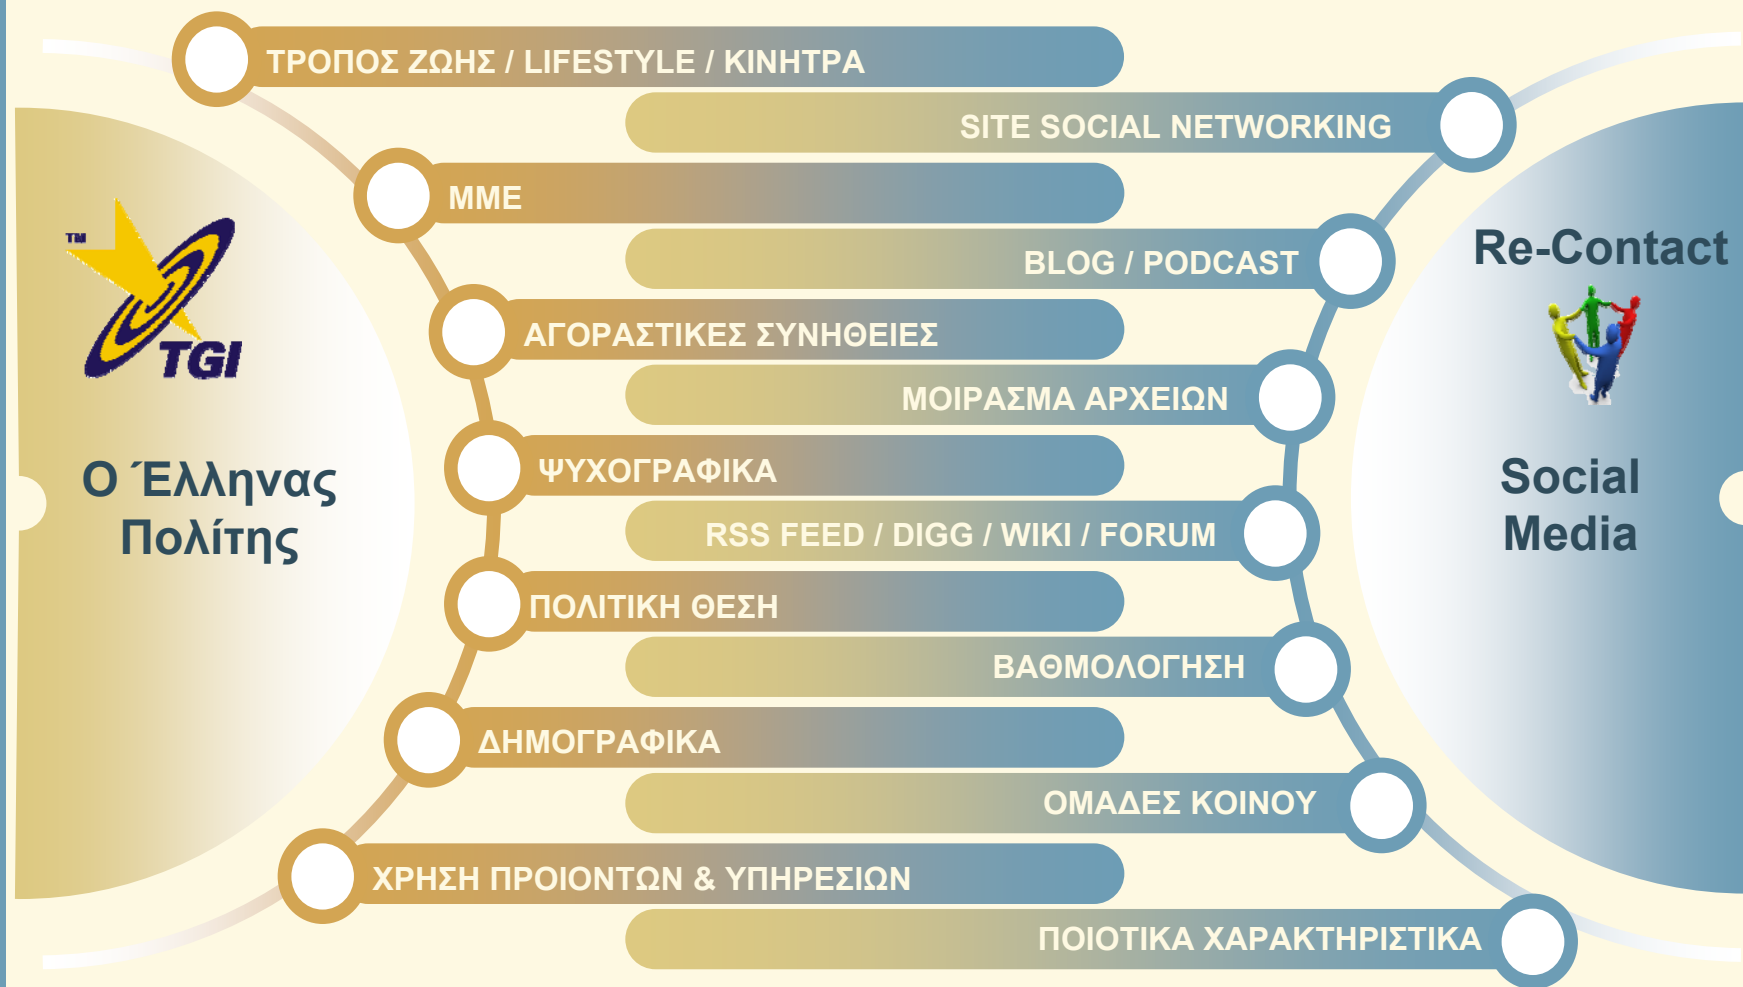 ΤΡΟΠΟΣ ΖΩΗΣ / LIFESTYLE / ΚΙΝΗΤΡΑ
SITE SOCIAL NETWORKING
ΜΜΕ
BLOG / PODCAST
ΑΓΟΡΑΣΤΙΚΕΣ ΣΥΝΗΘΕΙΕΣ
ΜΟΙΡΑΣΜΑ ΑΡΧΕΙΩΝ
ΨΥΧΟΓΡΑΦΙΚΑ
RSS FEED / DIGG / WIKI / FORUM
ΠΟΛΙΤΙΚΗ ΘΕΣΗ
ΒΑΘΜΟΛΟΓΗΣΗ
ΔΗΜΟΓΡΑΦΙΚΑ
ΟΜΑΔΕΣ ΚΟΙΝΟΥ
ΧΡΗΣΗ ΠΡΟΙΟΝΤΩΝ & ΥΠΗΡΕΣΙΩΝ
ΠΟΙΟΤΙΚΑ ΧΑΡΑΚΤΗΡΙΣΤΙΚΑ
TM
TGI
Ο Έλληνας
Πολίτης
Re-Contact
Social
Media